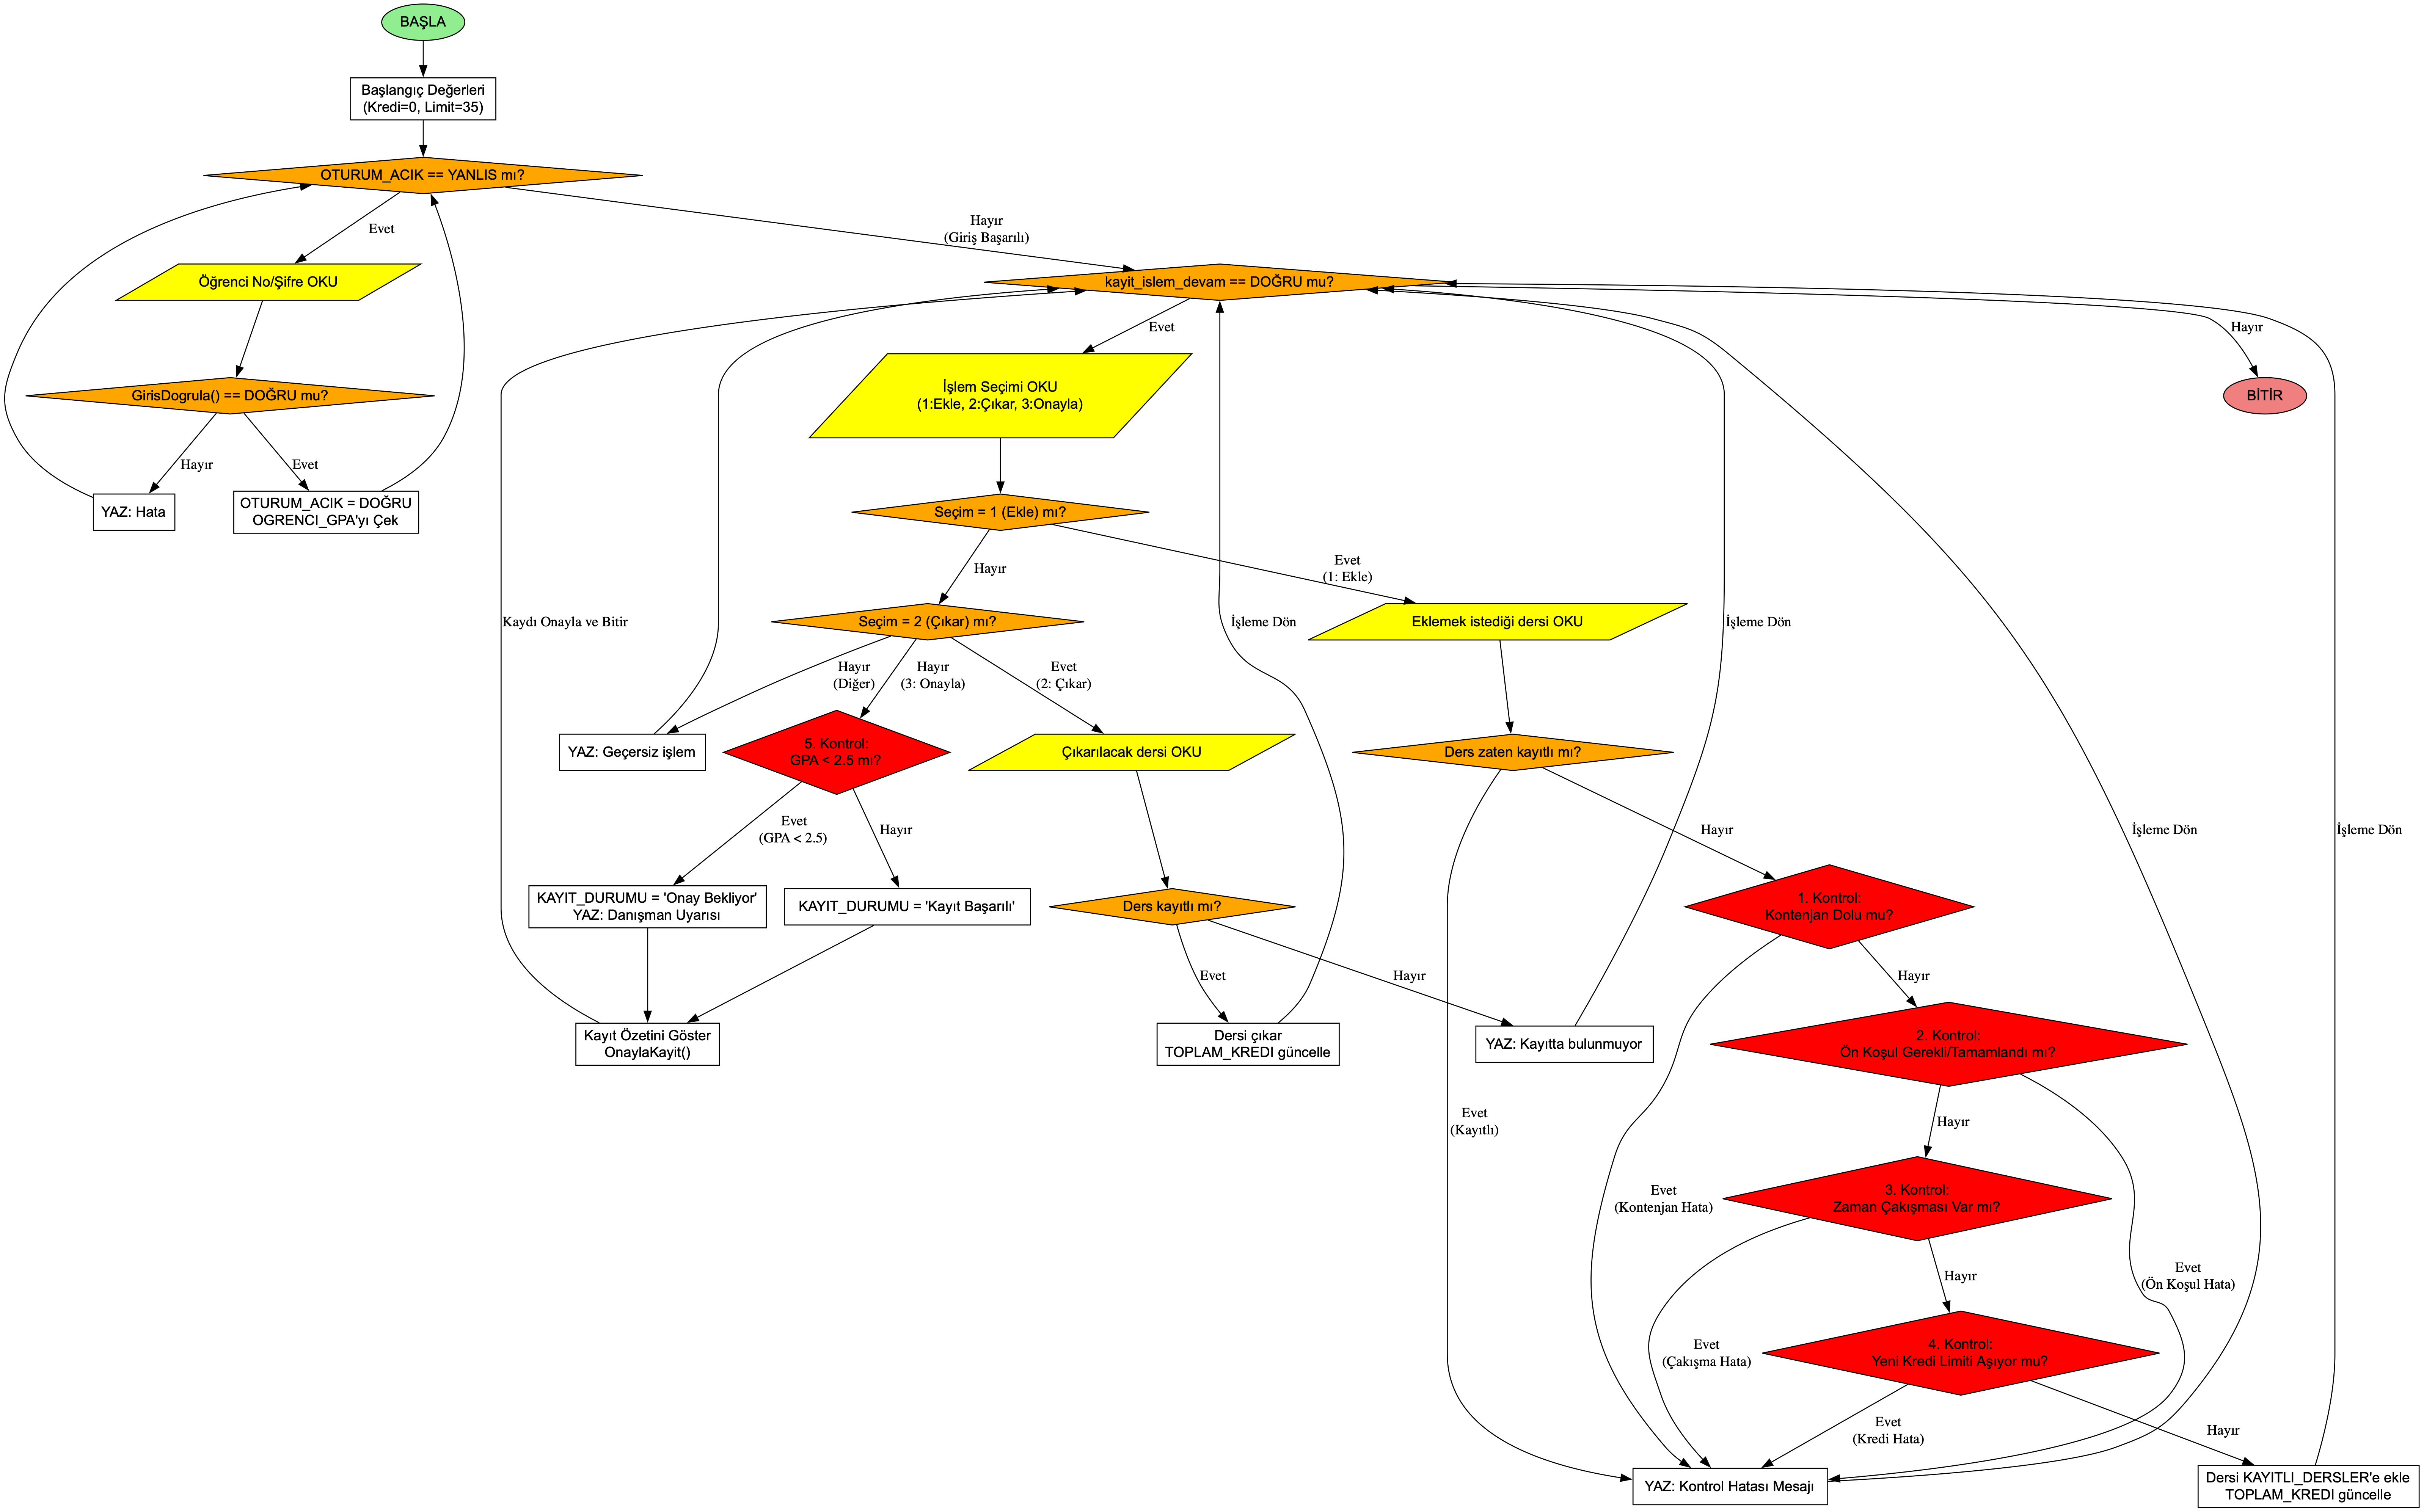 BAŞLA
Başlangıç Değerleri
(Kredi=0, Limit=35)
OTURUM_ACIK == YANLIS mı?
Evet
Hayır
(Giriş Başarılı)
Öğrenci No/Şifre OKU
kayit_islem_devam == DOĞRU mu?
Evet
Hayır
GirisDogrula() == DOĞRU mu?
İşlem Seçimi OKU
(1:Ekle, 2:Çıkar, 3:Onayla)
BİTİR
Hayır
Evet
YAZ: Hata
OTURUM_ACIK = DOĞRU
OGRENCI_GPA'yı Çek
Seçim = 1 (Ekle) mı?
Hayır
Evet
(1: Ekle)
Kaydı Onayla ve Bitir
Seçim = 2 (Çıkar) mı?
İşleme Dön
Eklemek istediği dersi OKU
İşleme Dön
Hayır
(Diğer)
Hayır
(3: Onayla)
Evet
(2: Çıkar)
YAZ: Geçersiz işlem
5. Kontrol:
GPA < 2.5 mı?
Çıkarılacak dersi OKU
Ders zaten kayıtlı mı?
Evet
(GPA < 2.5)
Hayır
Hayır
İşleme Dön
İşleme Dön
KAYIT_DURUMU = 'Onay Bekliyor'
YAZ: Danışman Uyarısı
KAYIT_DURUMU = 'Kayıt Başarılı'
Ders kayıtlı mı?
1. Kontrol:
Kontenjan Dolu mu?
Evet
Hayır
Hayır
Kayıt Özetini Göster
OnaylaKayit()
Dersi çıkar
TOPLAM_KREDI güncelle
YAZ: Kayıtta bulunmuyor
2. Kontrol:
Ön Koşul Gerekli/Tamamlandı mı?
Evet
(Kayıtlı)
Hayır
Evet
(Kontenjan Hata)
3. Kontrol:
Zaman Çakışması Var mı?
Hayır
Evet
(Ön Koşul Hata)
Evet
(Çakışma Hata)
4. Kontrol:
Yeni Kredi Limiti Aşıyor mu?
Evet
(Kredi Hata)
Hayır
YAZ: Kontrol Hatası Mesajı
Dersi KAYITLI_DERSLER'e ekle
TOPLAM_KREDI güncelle